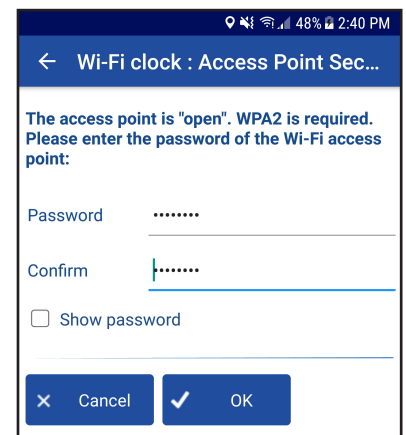 48% 2:40 PM
Wi-Fi clock : Access Point Sec...
The access point is "open". WPA2 is required.
Please enter the password of the Wi-Fi access
point:
Password ••••••••
Confirm ••••••••
Show password
Cancel OK